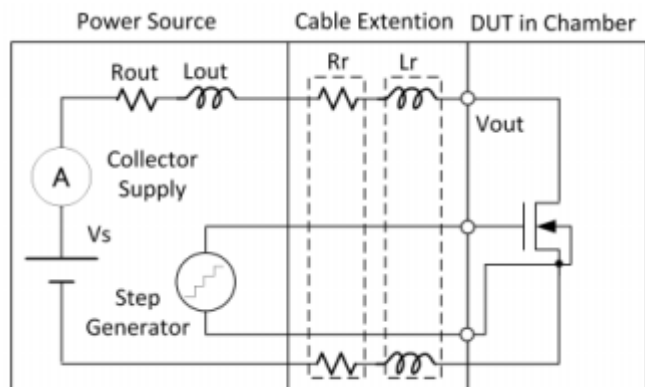 Power Source
Cable Extention
DUT in Chamber
Rout
Lout
Rr
Lr
Vout
A
Collector
Supply
Vs
Step
Generator